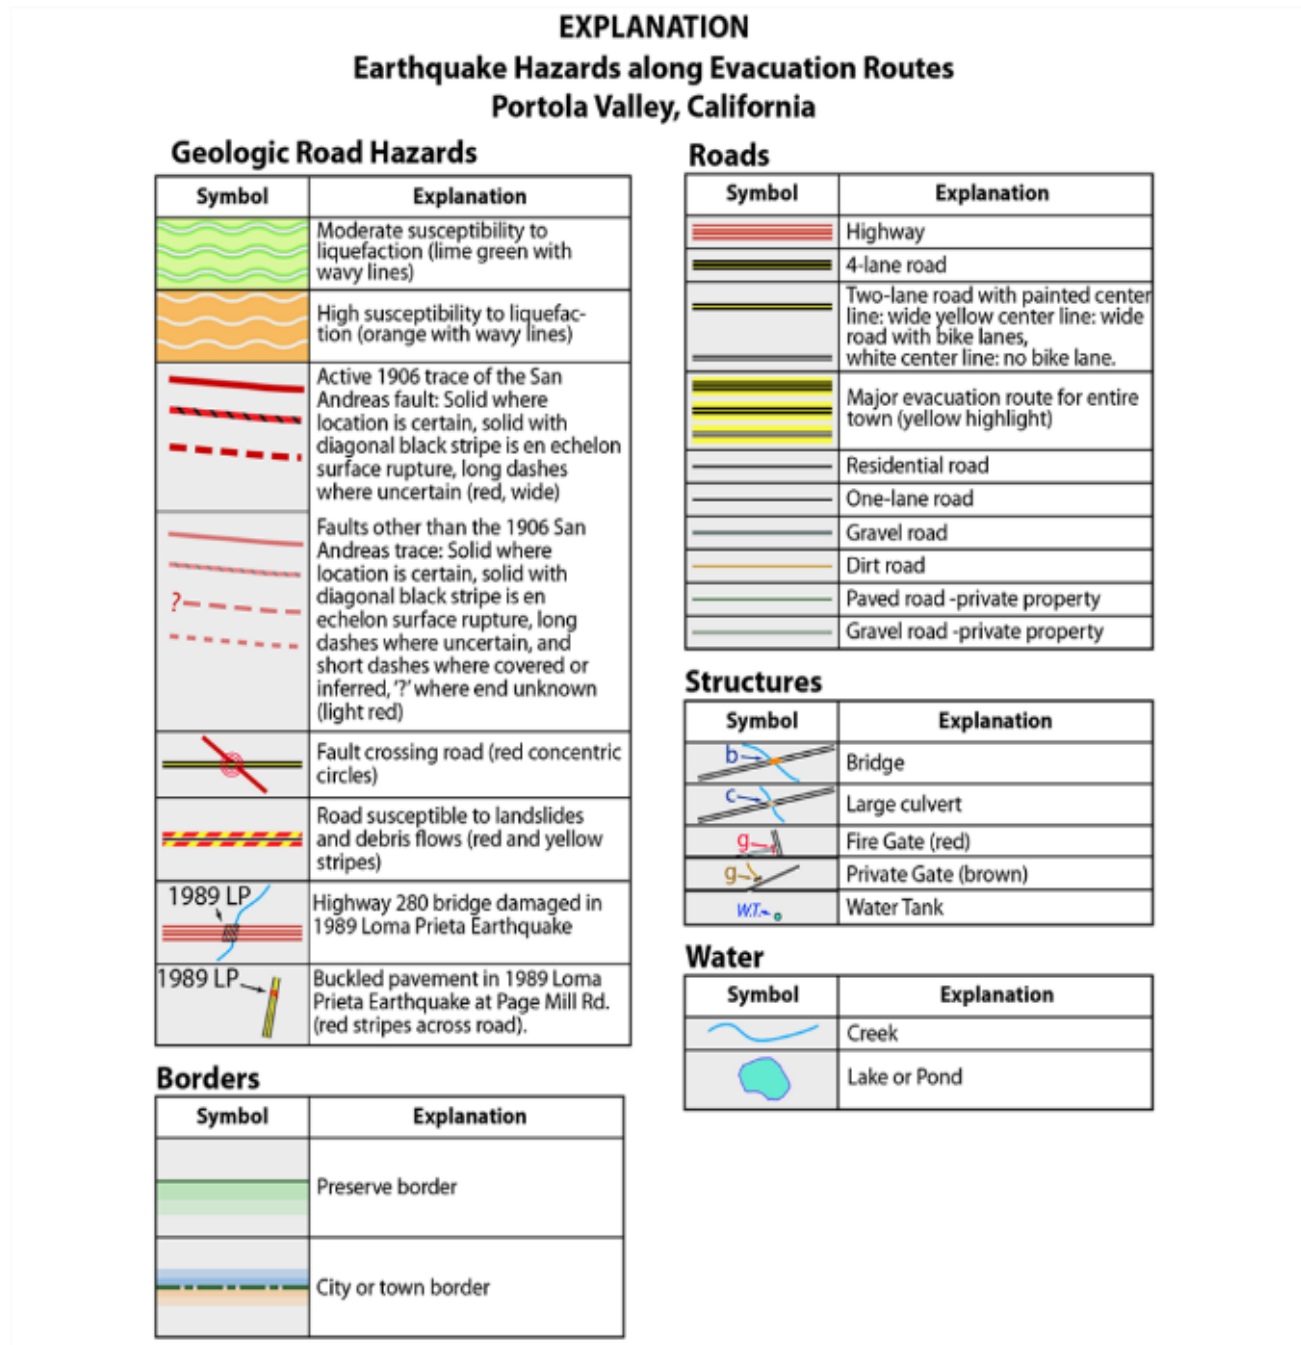 EXPLANATION
Earthquake Hazards along Evacuation Routes
Portola Valley, California
Geologic Road Hazards
Symbol Explanation
Moderate susceptibility to
liquefaction (lime green with
wavy lines)
High susceptibility to liquefac-
tion (orange with wavy lines)
Active 1906 trace of the San
Andreas fault: Solid where
location is certain, solid with
diagonal black stripe is en echelon
surface rupture, long dashes
where uncertain (red, wide)
?
Faults other than the 1906 San
Andreas trace: Solid where
location is certain, solid with
diagonal black stripe is en
echelon surface rupture, long
dashes where uncertain, and
short dashes where covered or
inferred, '?' where end unknown
(light red)
Fault crossing road (red concentric
circles)
Road susceptible to landslides
and debris flows (red and yellow
stripes)
1989 LP
Highway 280 bridge damaged in
1989 Loma Prieta Earthquake
1989 LP
Buckled pavement in 1989 Loma
Prieta Earthquake at Page Mill Rd.
(red stripes across road).
Borders
Symbol Explanation
Preserve border
City or town border
Roads
Symbol Explanation
Highway
4-lane road
Two-lane road with painted center
line: wide yellow center line: wide
road with bike lanes,
white center line: no bike lane.
Major evacuation route for entire
town (yellow highlight)
Residential road
One-lane road
Gravel road
Dirt road
Paved road -private property
Gravel road -private property
Structures
Symbol Explanation
b Bridge
c Large culvert
g Fire Gate (red)
g Private Gate (brown)
W.T. Water Tank
Water
Symbol Explanation
Creek
Lake or Pond